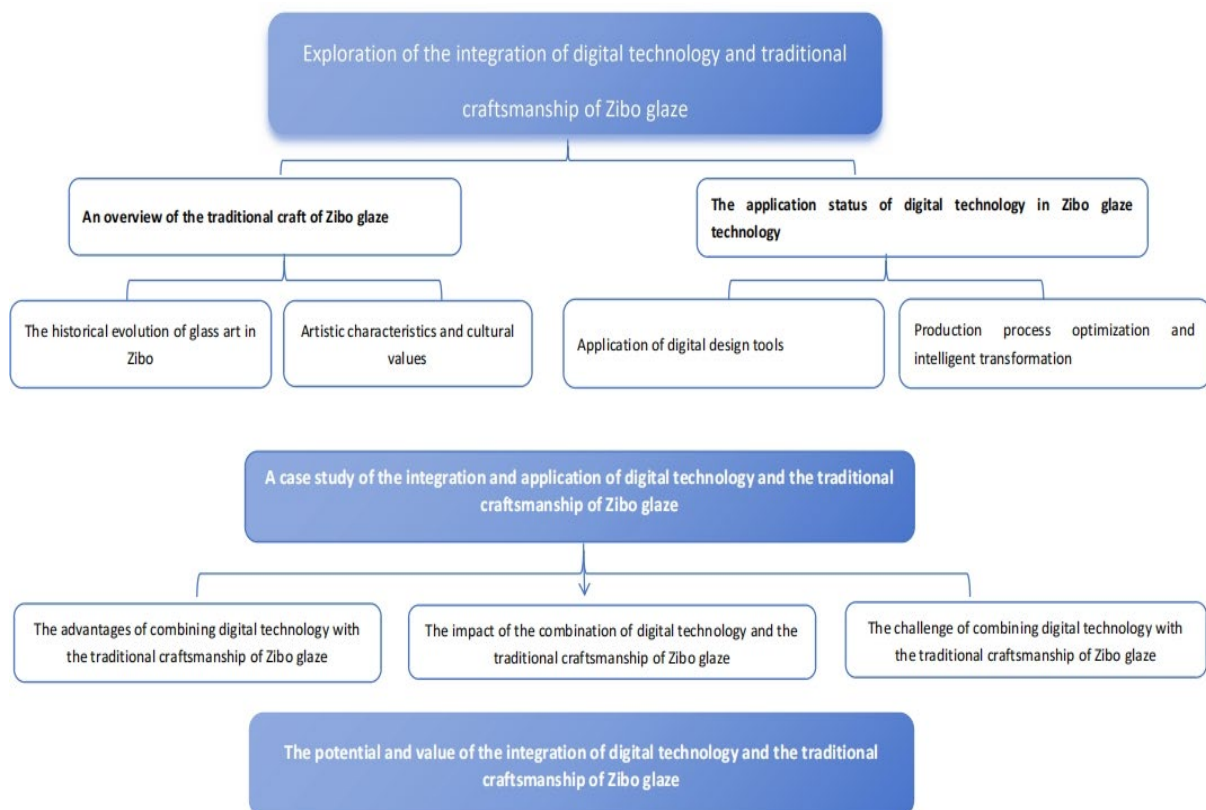 Exploration of the integration of digital technology and traditional
craftsmanship of Zibo glaze
An overview of the traditional craft of Zibo glaze
The application status of digital technology in Zibo glaze
technology
The historical evolution of glass art in
Zibo
Artistic characteristics and cultural
values
Application of digital design tools
Production process optimization and
intelligent transformation
A case study of the integration and application of digital technology and the traditional
craftsmanship of Zibo glaze
The advantages of combining digital technology with
the traditional craftsmanship of Zibo glaze
The impact of the combination of digital technology and the
traditional craftsmanship of Zibo glaze
The challenge of combining digital technology with
the traditional craftsmanship of Zibo glaze
The potential and value of the integration of digital technology and the traditional
craftsmanship of Zibo glaze